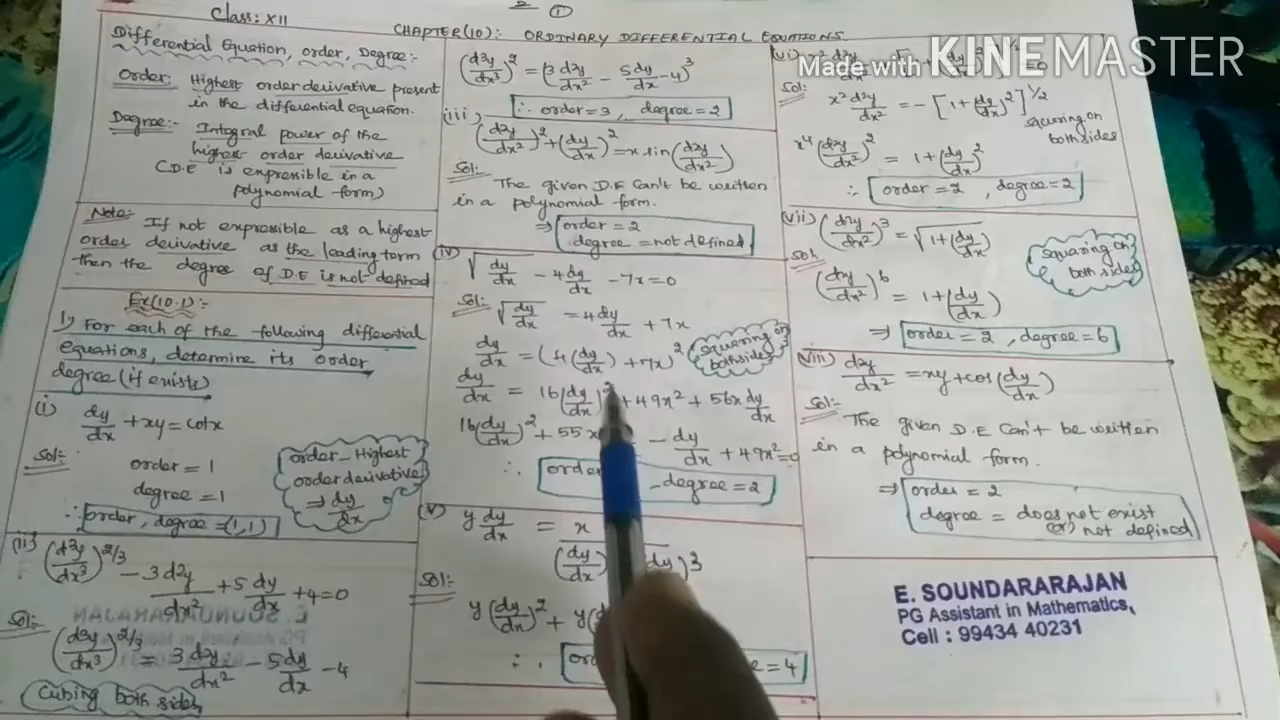 Class: XII
①
CHAPTER(10): ORDINARY DIFFERENTIAL EQUATIONS
Made with KINEMASTER
Differential Equation, order, Degree:-
Order: Highest order derivative present
in the differential equation.
Degree:- Integral power of the
highest order derivative
(D.E is expressible in a
polynomial form)
Note: If not expressible as a highest
order derivative as the leading term
then the degree of D.E is not defined
Ex(10.1):-
1) For each of the following differential
equations, determine its order
degree (if exists)
(i) dy/dx + xy = cotx
Sol:-
order = 1
degree = 1
∴ order, degree = (1,1)
order - Highest
order derivative
⇒ dy/dx
(ii) (d³y/dx³)^2/3 - 3 d²y/dx² + 5 dy/dx + 4 = 0
Sol:-
(d³y/dx³)^2/3 = 3 d²y/dx² - 5 dy/dx - 4
Cubing both sides
(d³y/dx³)² = (3 d²y/dx² - 5 dy/dx - 4)³
∴ order = 3, degree = 2
(iii) (d²y/dx²)² + (dy/dx)² = x sin(d²y/dx²)
Sol:-
The given D.E Can't be written
in a polynomial form.
⇒ order = 2
degree = not defined
(iv) √dy/dx - 4 dy/dx - 7x = 0
Sol: √dy/dx = 4 dy/dx + 7x
dy/dx = (4(dy/dx) + 7x)²
squaring on
both sides
dy/dx = 16(dy/dx)² + 49x² + 56x dy/dx
16(dy/dx)² + 55x - dy/dx + 49x² = 0
∴ order degree = 2
(v) y dy/dx = x / (dy/dx) dy/dx)³
Sol:-
y(dy/dx)² + y(
∴ = 4
(vi) x² d²y/dx² = 0
Sol:
x² d²y/dx² = -[1 + (dy/dx)²]^1/2
squaring on
both sides
x⁴ (d²y/dx²)² = 1 + (dy/dx)²
∴ order = 2, degree = 2
(vii) (d²y/dx²)³ = √1 + (dy/dx)
Sol.
squaring on
both sides
(d²y/dx²)⁶ = 1 + (dy/dx)
⇒ order = 2, degree = 6
(viii) d²y/dx² = xy + cos(dy/dx)
Sol:-
The given D.E Can't be written
in a polynomial form.
⇒ order = 2
degree = does not exist
(or) not defined
E. SOUNDARARAJAN
PG Assistant in Mathematics,
Cell : 99434 40231